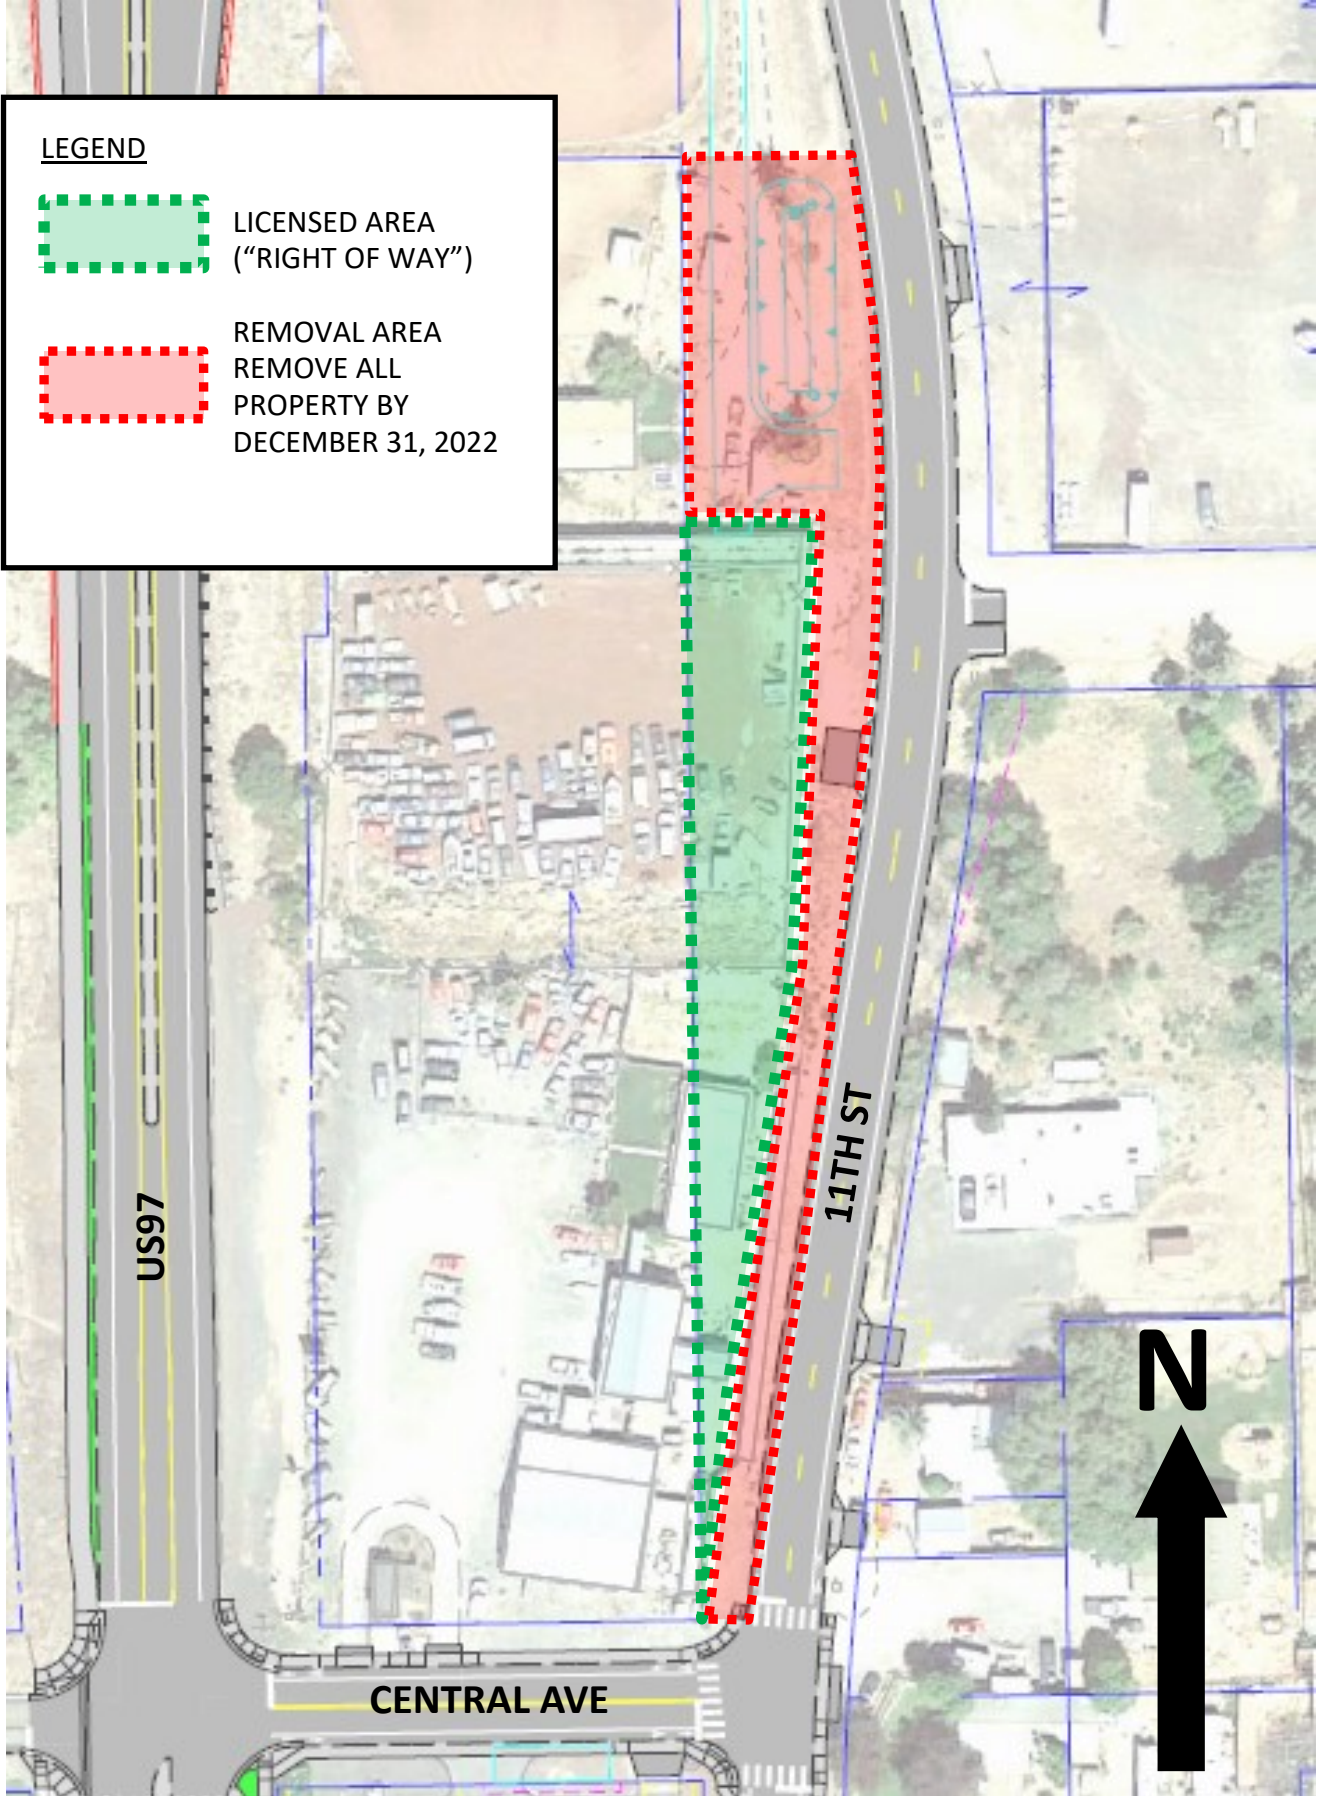 LEGEND
LICENSED AREA
(“RIGHT OF WAY”)
REMOVAL AREA
REMOVE ALL
PROPERTY BY
DECEMBER 31, 2022
US97
11TH ST
N
CENTRAL AVE